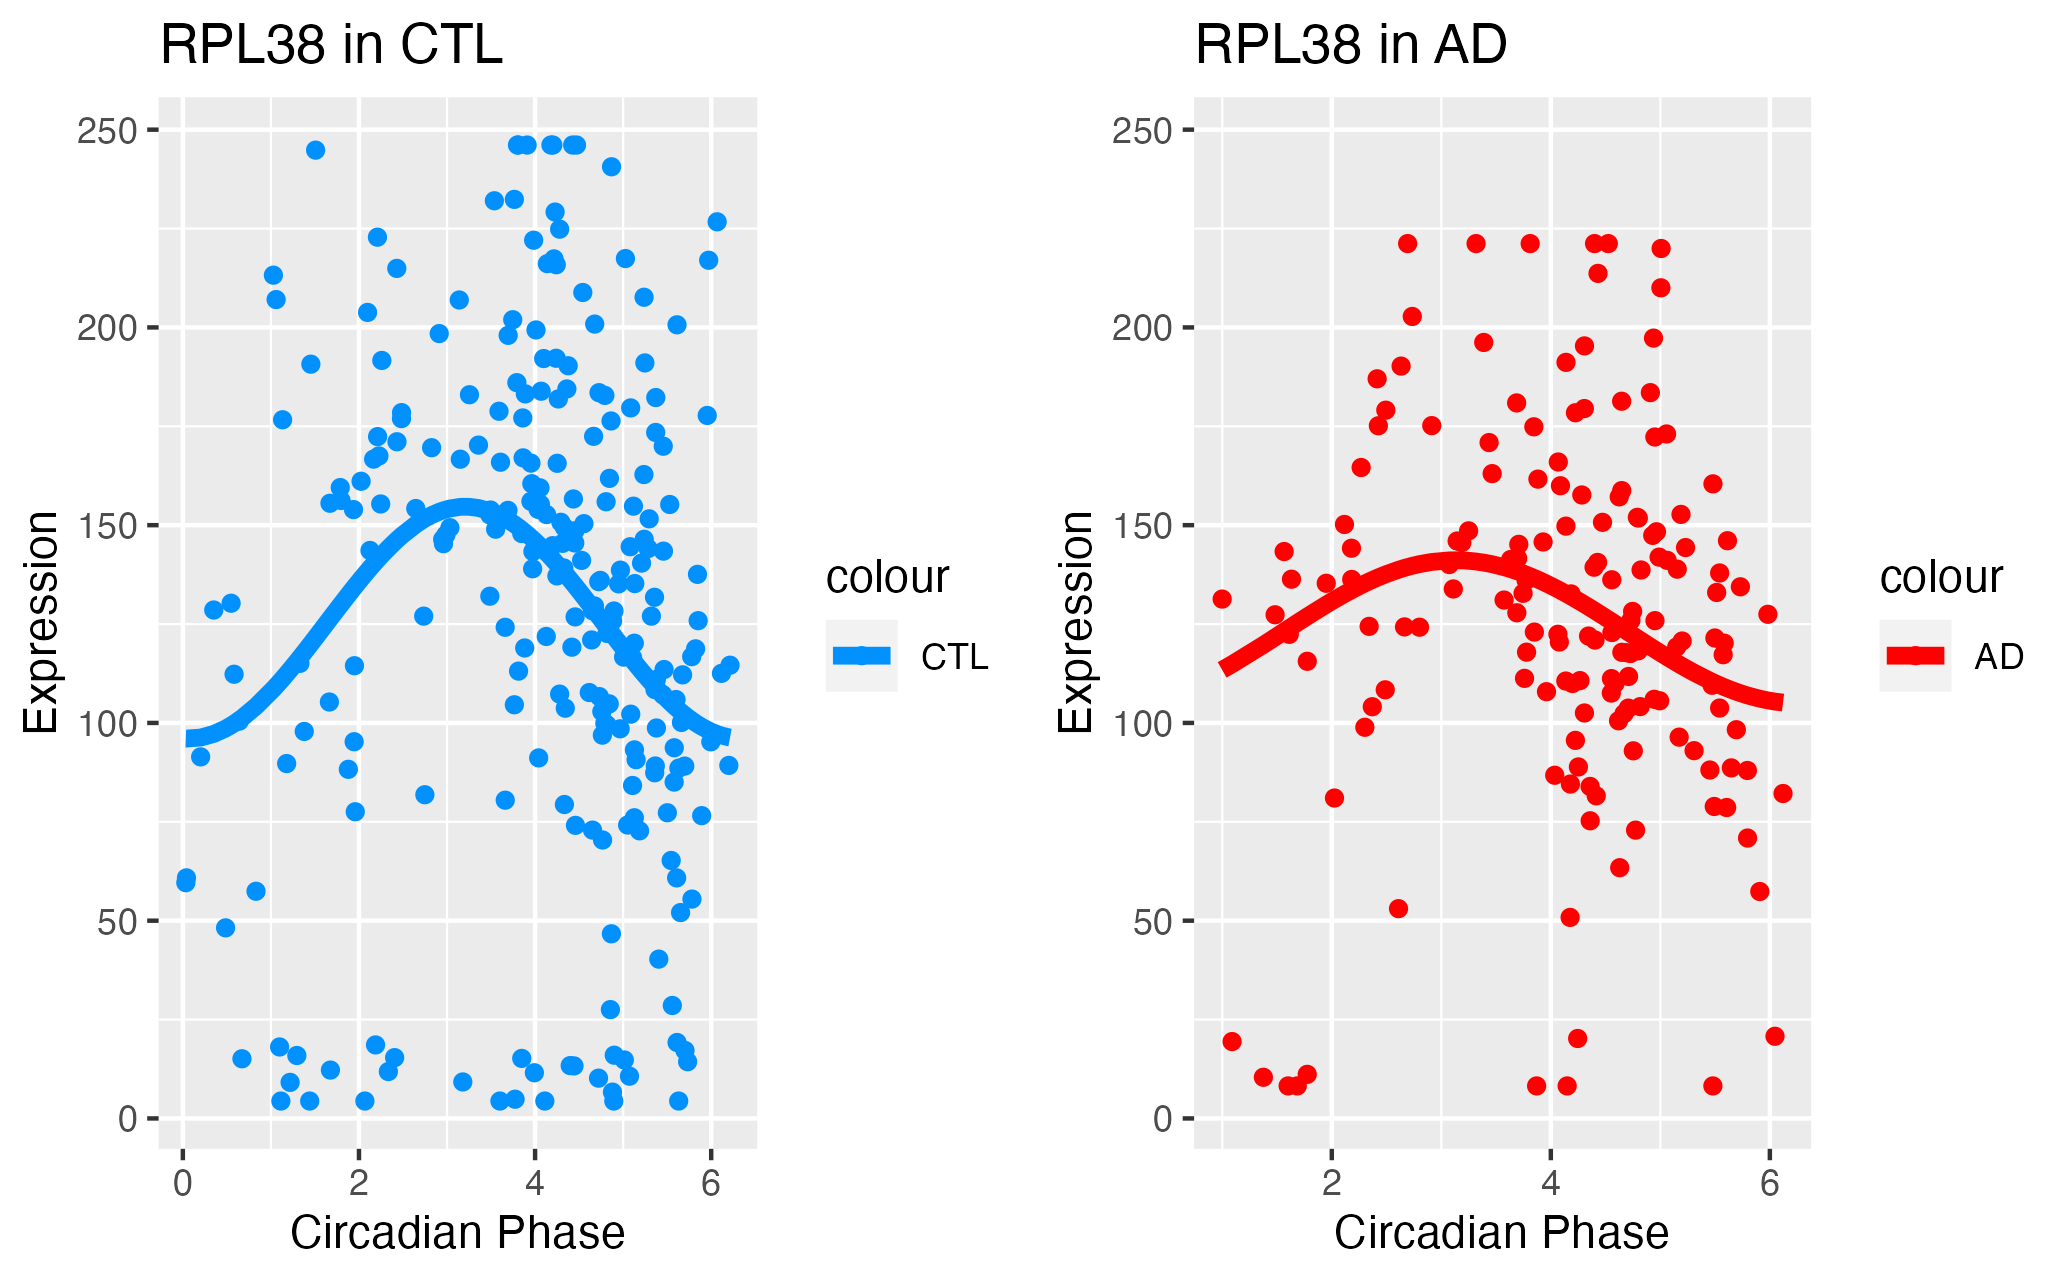 RPL38 in CTL
Expression
250
200
150
100
50
0
0 2 4 6
Circadian Phase
colour
CTL
RPL38 in AD
Expression
250
200
150
100
50
0
2 4 6
Circadian Phase
colour
AD